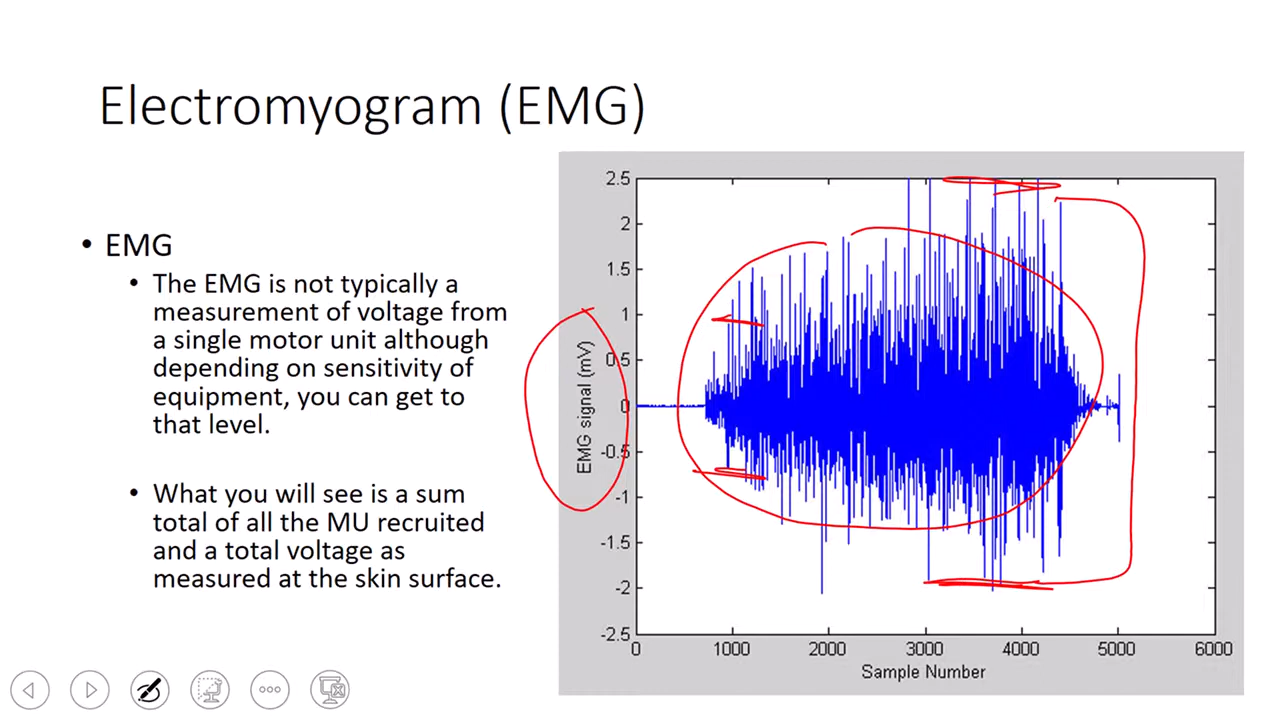 Electromyogram (EMG)
• EMG
• The EMG is not typically a
measurement of voltage from
a single motor unit although
depending on sensitivity of
equipment, you can get to
that level.
• What you will see is a sum
total of all the MU recruited
and a total voltage as
measured at the skin surface.
EMG signal (mV)
2.5
2
1.5
1
0.5
0
-0.5
-1
-1.5
-2
-2.5
0 1000 2000 3000 4000 5000 6000
Sample Number